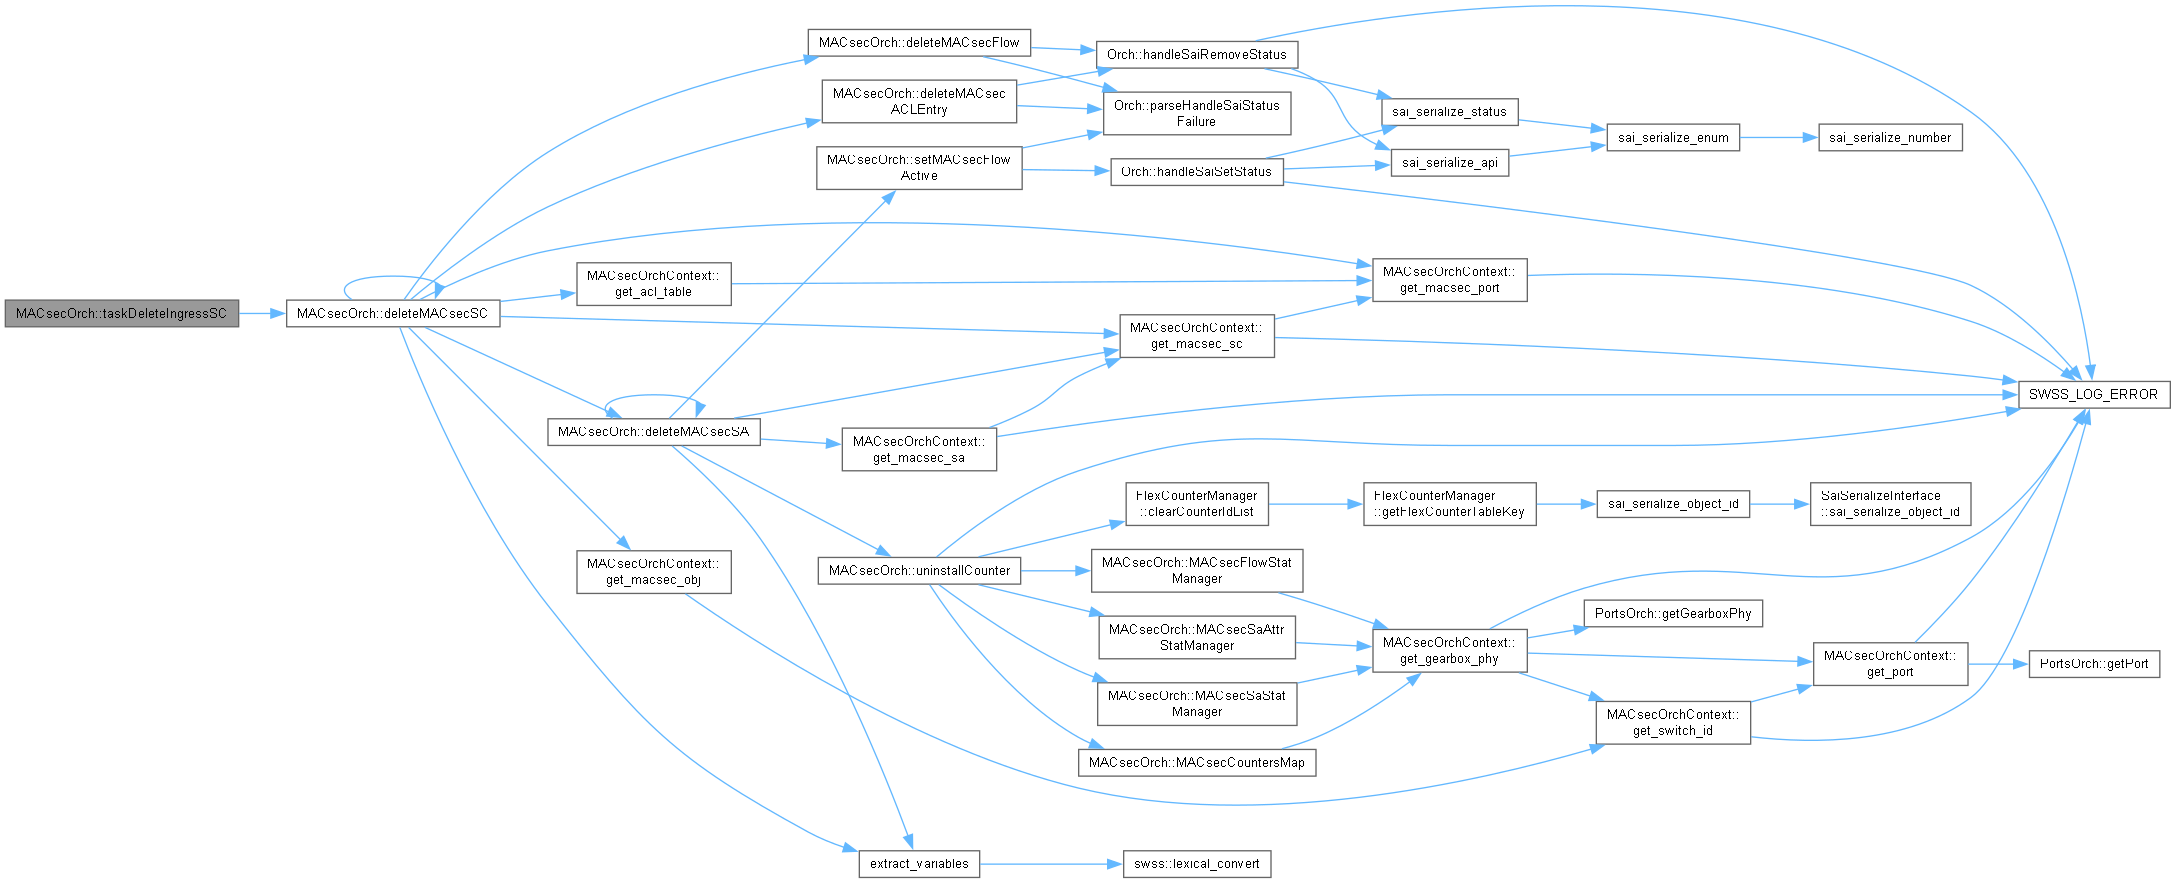 MACsecOrch::taskDeleteIngressSC
MACsecOrch::deleteMACsecSC
MACsecOrch::deleteMACsecFlow
MACsecOrch::deleteMACsec
ACLEntry
MACsecOrch::setMACsecFlow
Active
MACsecOrchContext::
get_acl_table
MACsecOrch::deleteMACsecSA
MACsecOrchContext::
get_macsec_sa
MACsecOrchContext::
get_macsec_obj
MACsecOrch::uninstallCounter
extract_variables
Orch::handleSaiRemoveStatus
Orch::parseHandleSaiStatus
Failure
Orch::handleSaiSetStatus
MACsecOrchContext::
get_macsec_sc
FlexCounterManager
::clearCounterIdList
MACsecOrch::MACsecFlowStat
Manager
MACsecOrch::MACsecSaAttr
StatManager
MACsecOrch::MACsecSaStat
Manager
MACsecOrch::MACsecCountersMap
swss::lexical_convert
sai_serialize_status
sai_serialize_api
MACsecOrchContext::
get_macsec_port
FlexCounterManager
::getFlexCounterTableKey
MACsecOrchContext::
get_gearbox_phy
sai_serialize_enum
sai_serialize_object_id
PortsOrch::getGearboxPhy
MACsecOrchContext::
get_switch_id
sai_serialize_number
SaiSerializeInterface
::sai_serialize_object_id
MACsecOrchContext::
get_port
SWSS_LOG_ERROR
PortsOrch::getPort